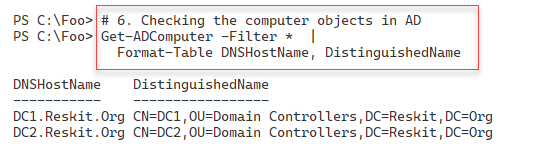 PS C:\Foo> # 6. Checking the computer objects in AD
PS C:\Foo> Get-ADComputer -Filter * |
Format-Table DNSHostName, DistinguishedName
DNSHostName DistinguishedName
----------- -----------------
DC1.Reskit.Org CN=DC1,OU=Domain Controllers,DC=Reskit,DC=Org
DC2.Reskit.Org CN=DC2,OU=Domain Controllers,DC=Reskit,DC=Org